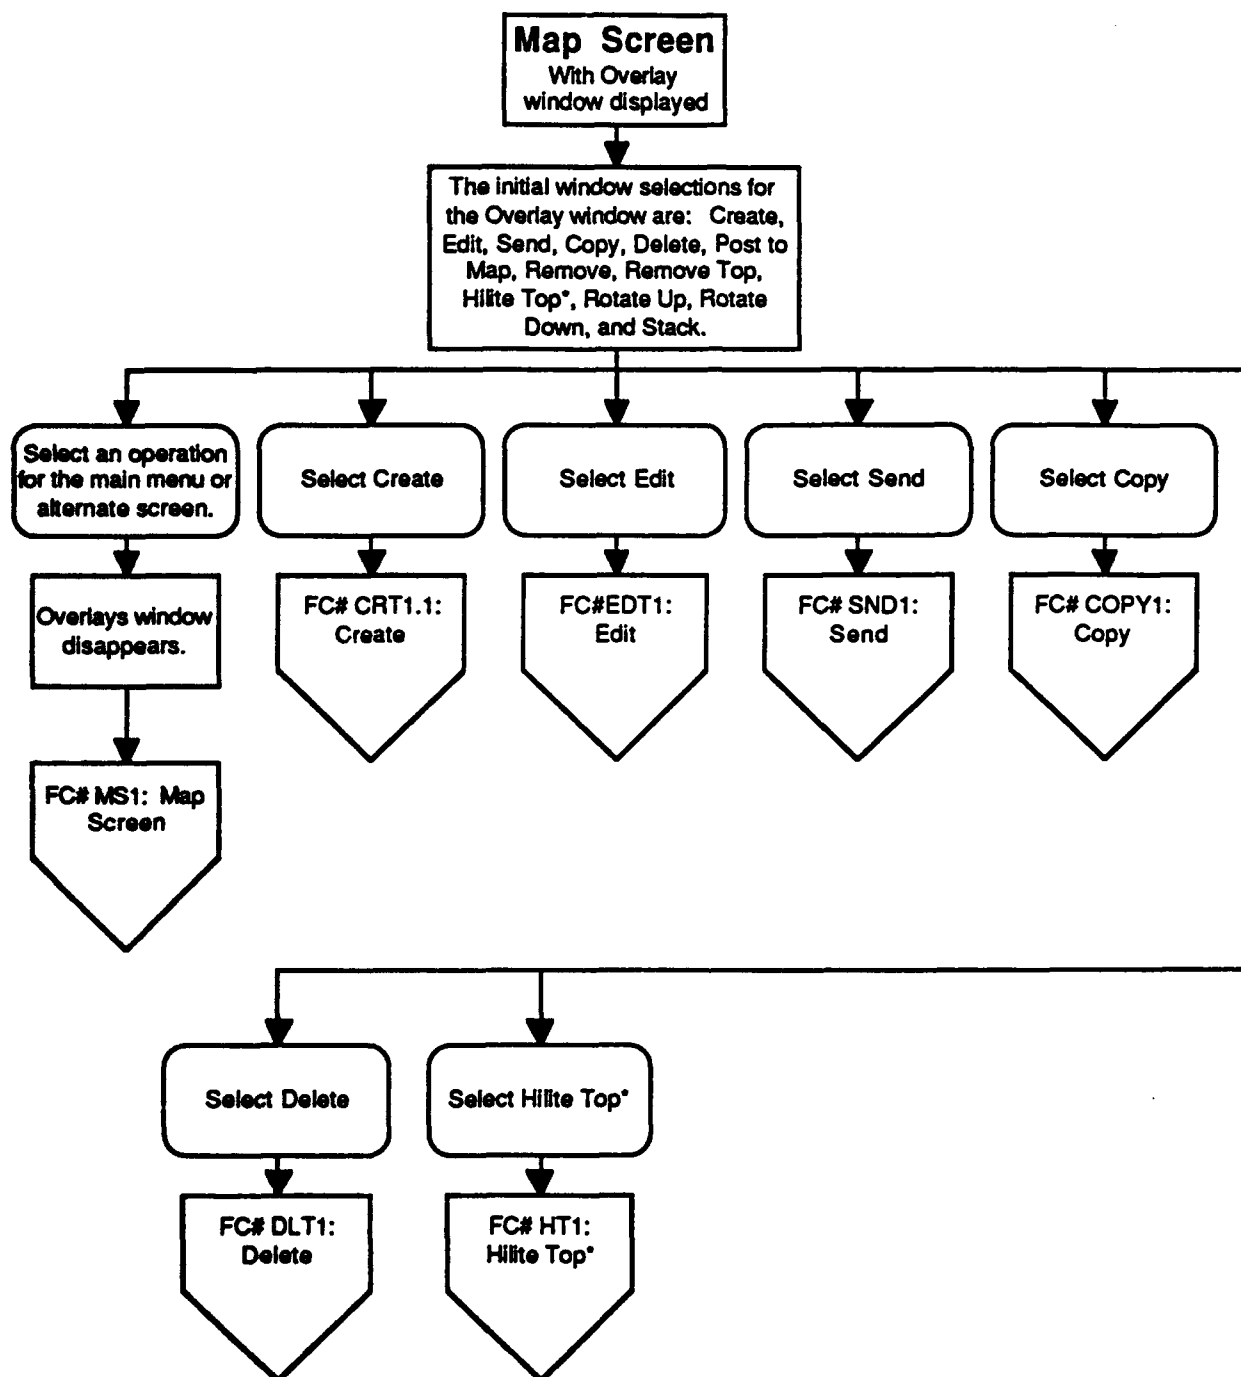 Map Screen
With Overlay
window displayed
The initial window selections for
the Overlay window are: Create,
Edit, Send, Copy, Delete, Post to
Map, Remove, Remove Top,
Hilite Top*, Rotate Up, Rotate
Down, and Stack.
Select an operation
for the main menu or
alternate screen.
Select Create
Select Edit
Select Send
Select Copy
Overlays window
disappears.
FC# CRT1.1:
Create
FC#EDT1:
Edit
FC# SND1:
Send
FC# COPY1:
Copy
FC# MS1: Map
Screen
Select Delete
Select Hilite Top*
FC# DLT1:
Delete
FC# HT1:
Hilite Top*